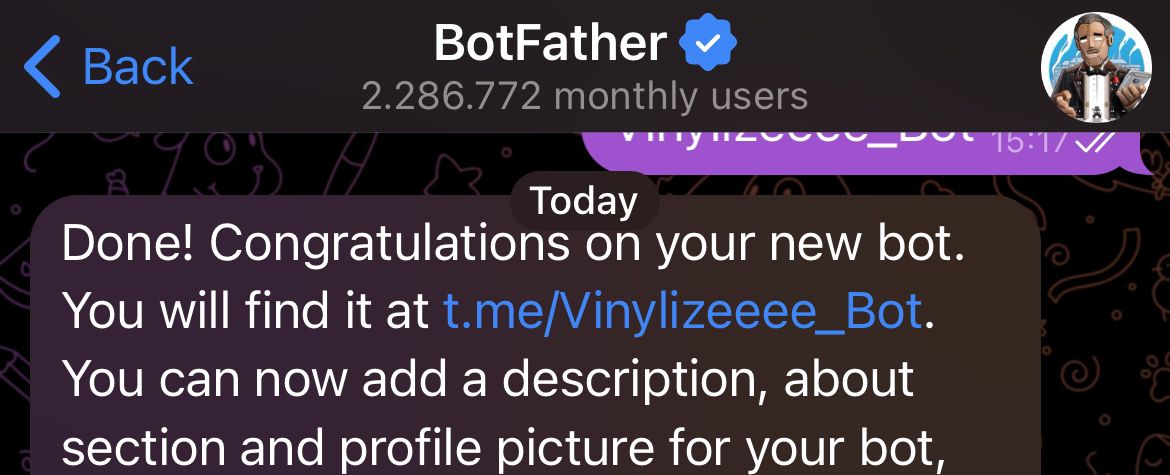 Back
BotFather
2.286.772 monthly users
Vinylizeeee_Bot 15:17
Today
Done! Congratulations on your new bot.
You will find it at t.me/Vinylizeeee_Bot.
You can now add a description, about
section and profile picture for your bot,